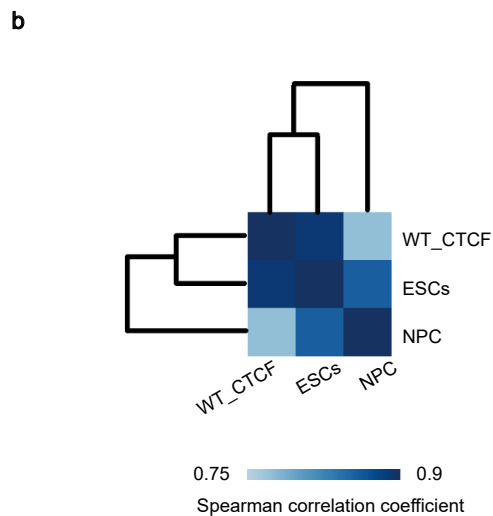 b
WT_CTCF
ESCs
NPC
WT_CTCF ESCs NPC
0.75 0.9
Spearman correlation coefficient